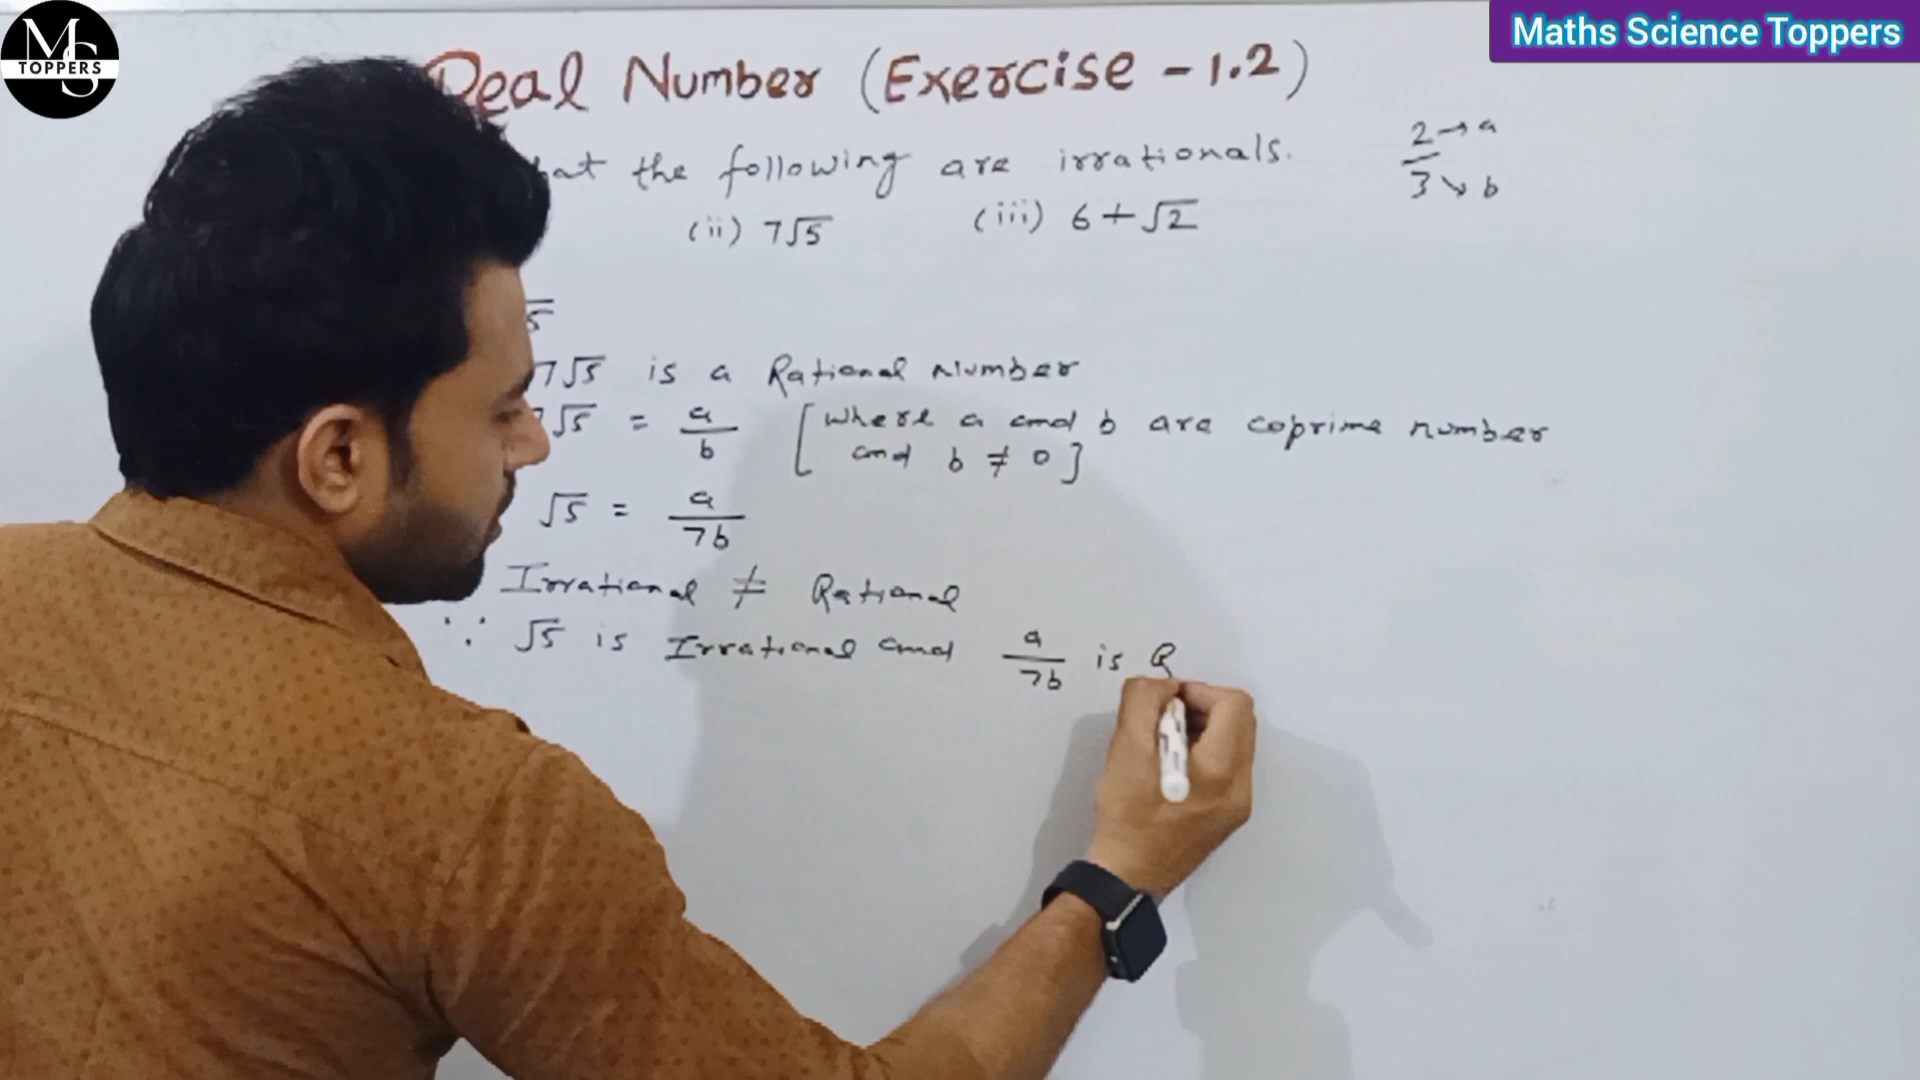 MS
TOPPERS
Maths Science Toppers
Real Number (Exercise - 1.2)
that the following are irrationals.
2 → a
3 ↘ b
(ii) 7√5 (iii) 6 + √2
√5
7√5 is a Rational Number
7√5 = a/b [where a and b are coprime number
and b ≠ 0]
√5 = a/7b
Irrational ≠ Rational
∵ √5 is Irrational and a/7b is R